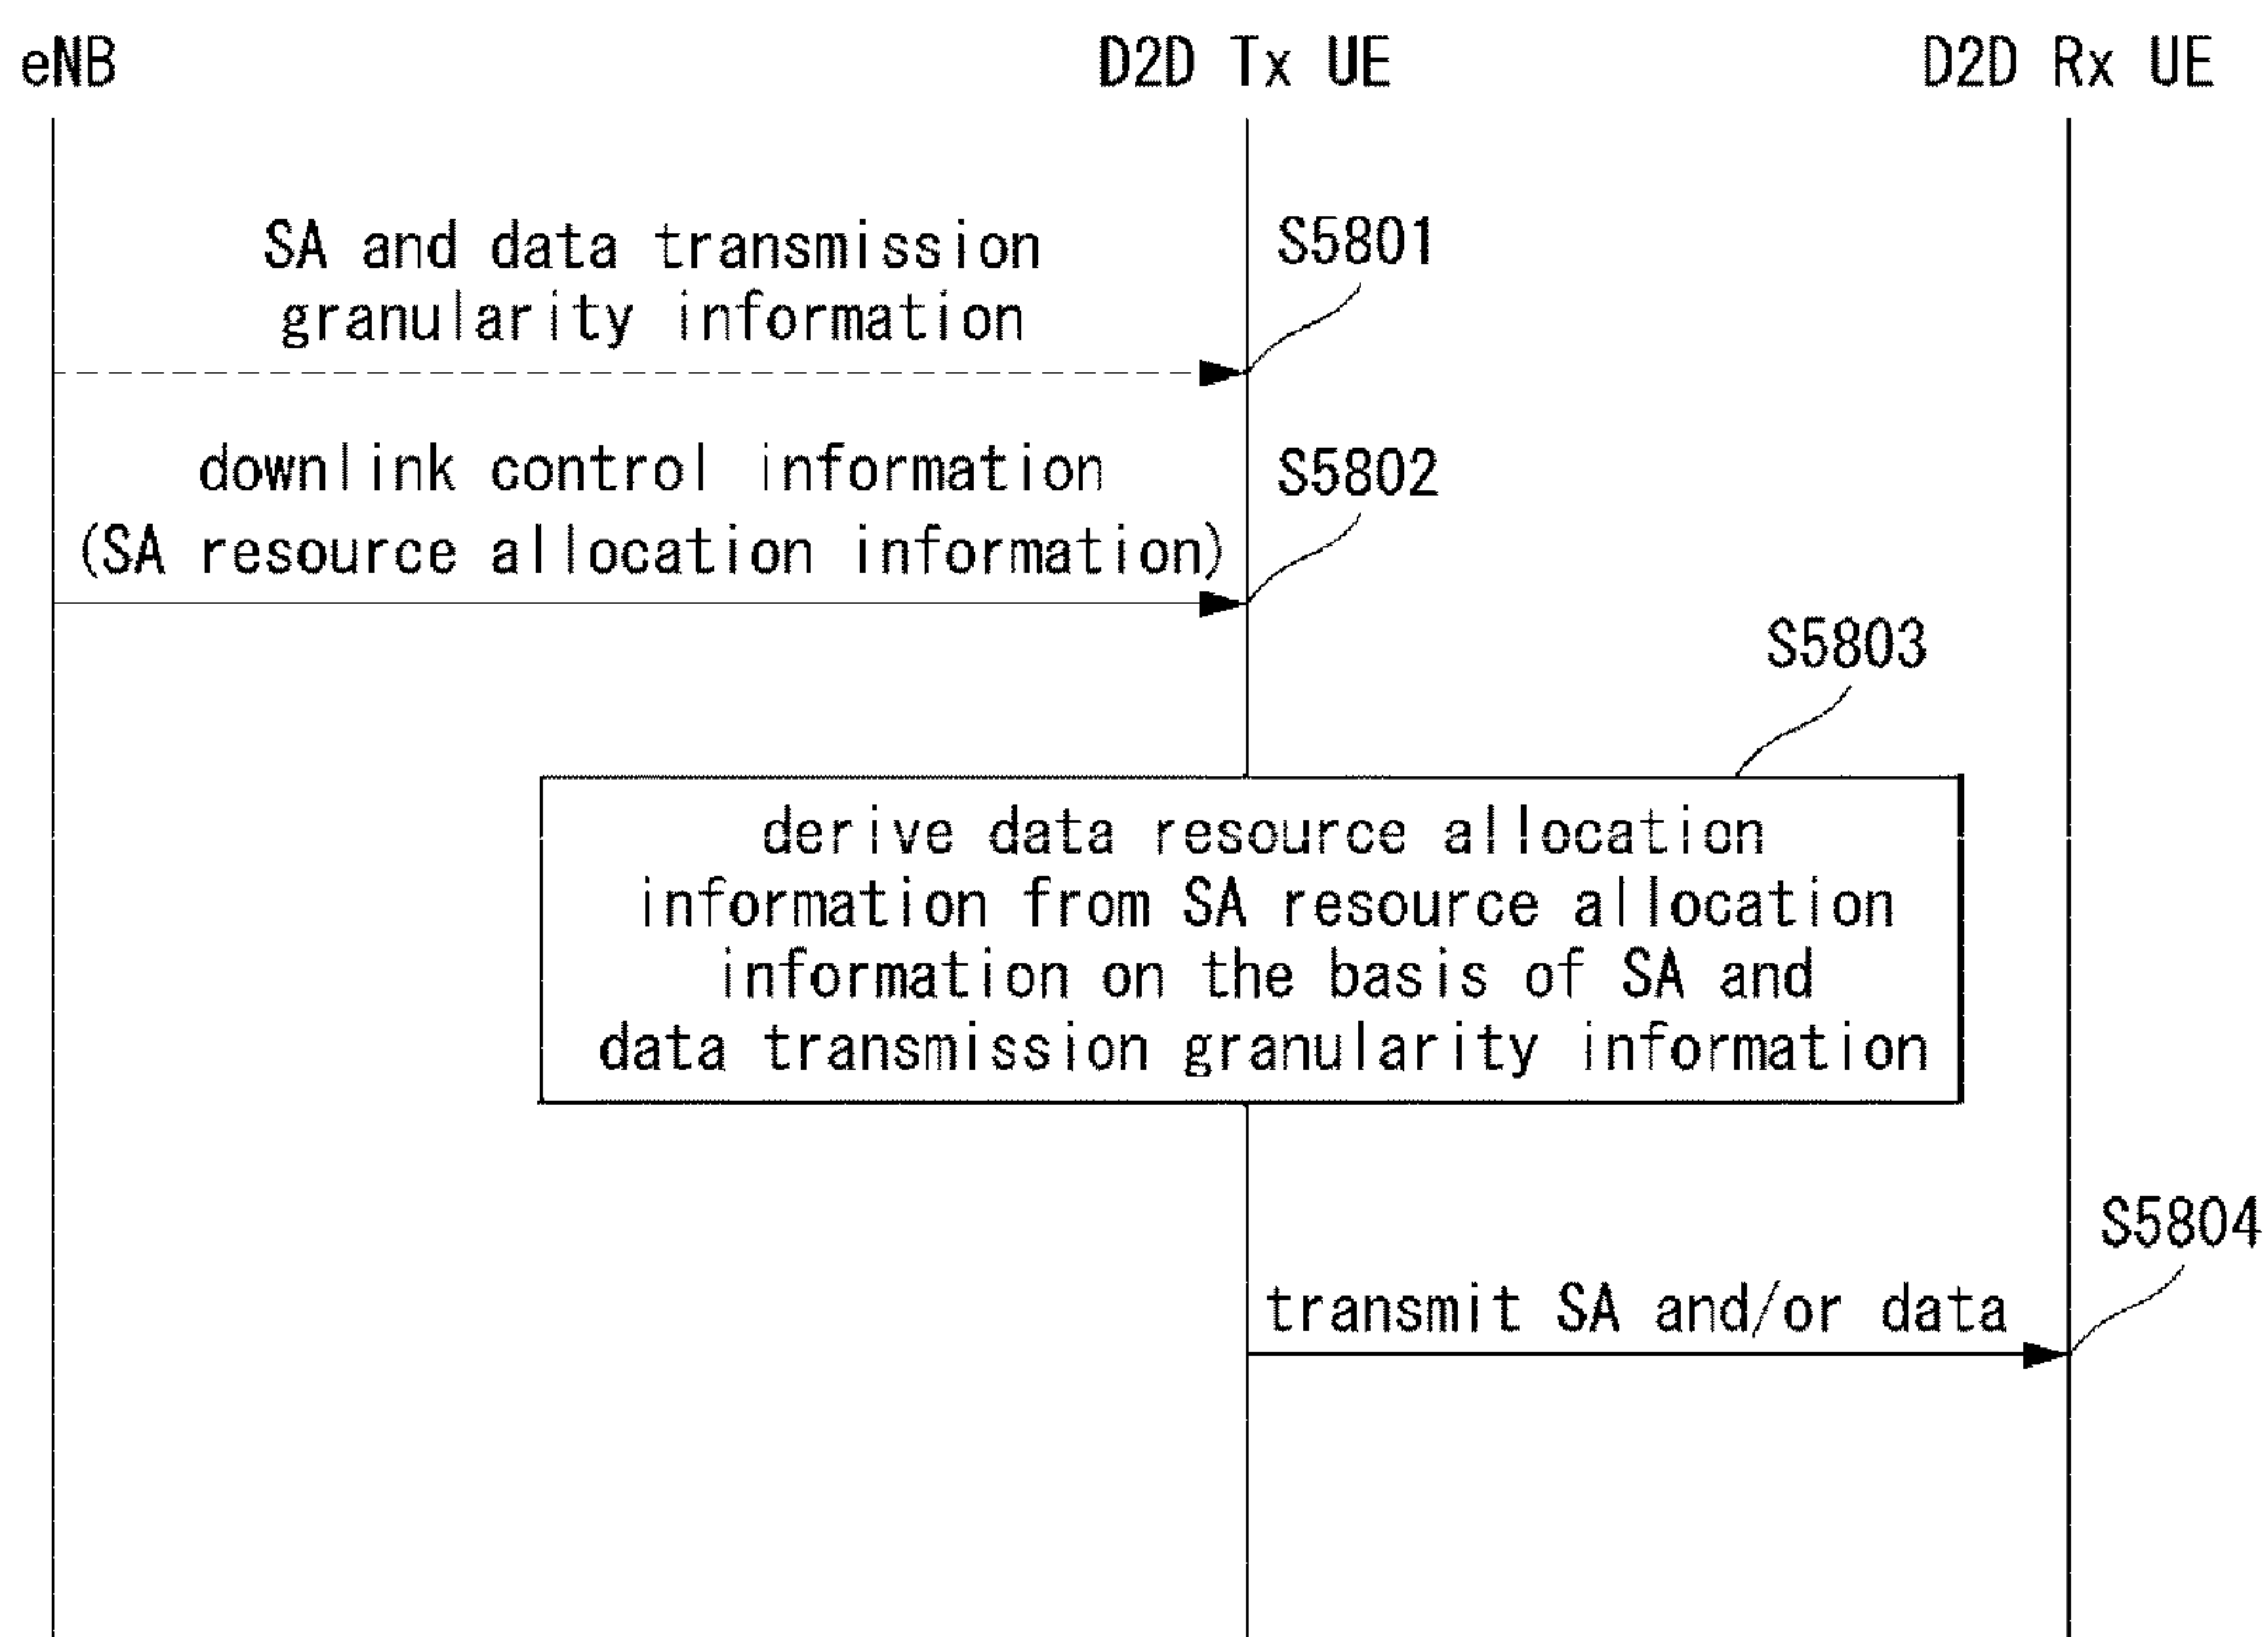 eNB
D2D Tx UE
D2D Rx UE
SA and data transmission
granularity information
S5801
downlink control information
(SA resource allocation information)
S5802
S5803
derive data resource allocation
information from SA resource allocation
information on the basis of SA and
data transmission granularity information
S5804
transmit SA and/or data